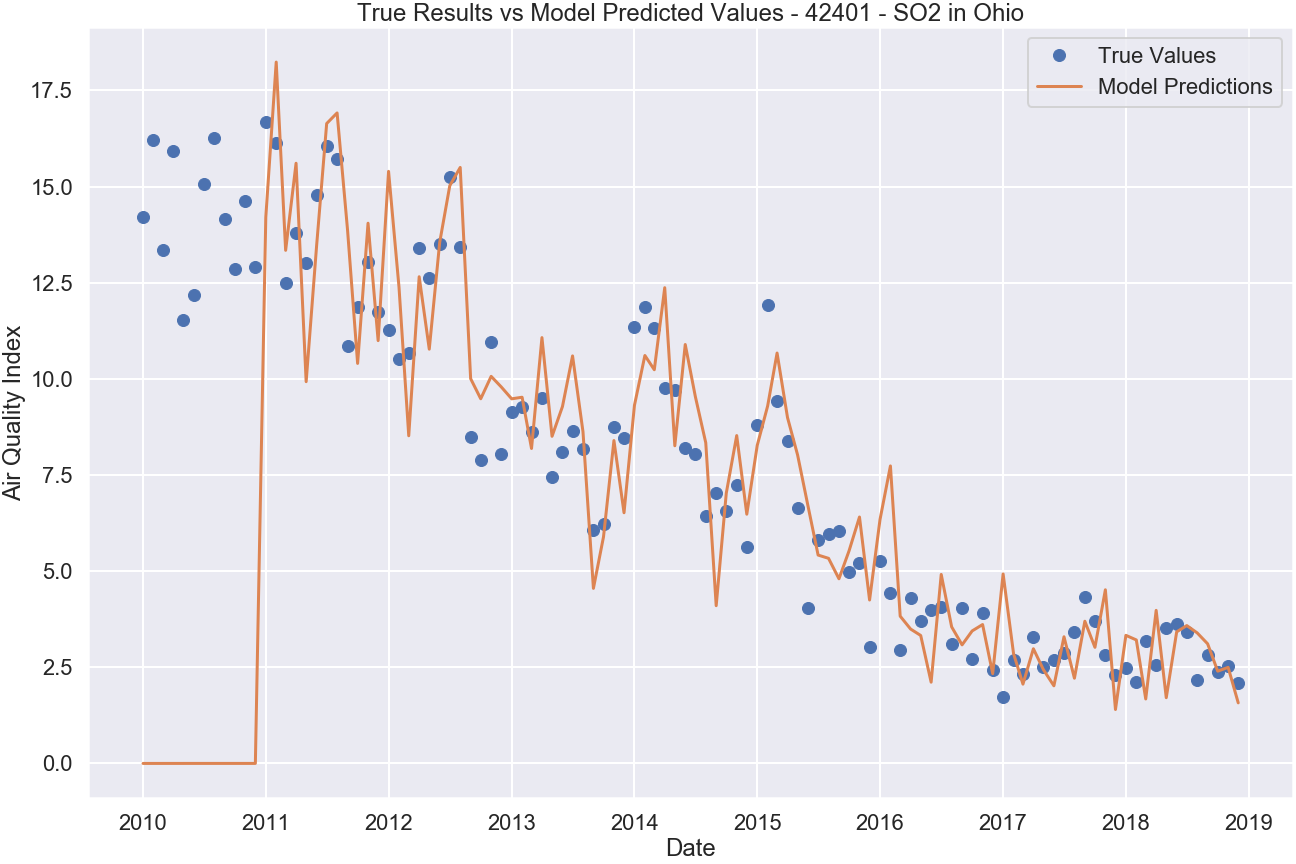 True Results vs Model Predicted Values - 42401 - SO2 in Ohio
True Values
Model Predictions
Air Quality Index
17.5
15.0
12.5
10.0
7.5
5.0
2.5
0.0
2010 2011 2012 2013 2014 2015 2016 2017 2018 2019
Date